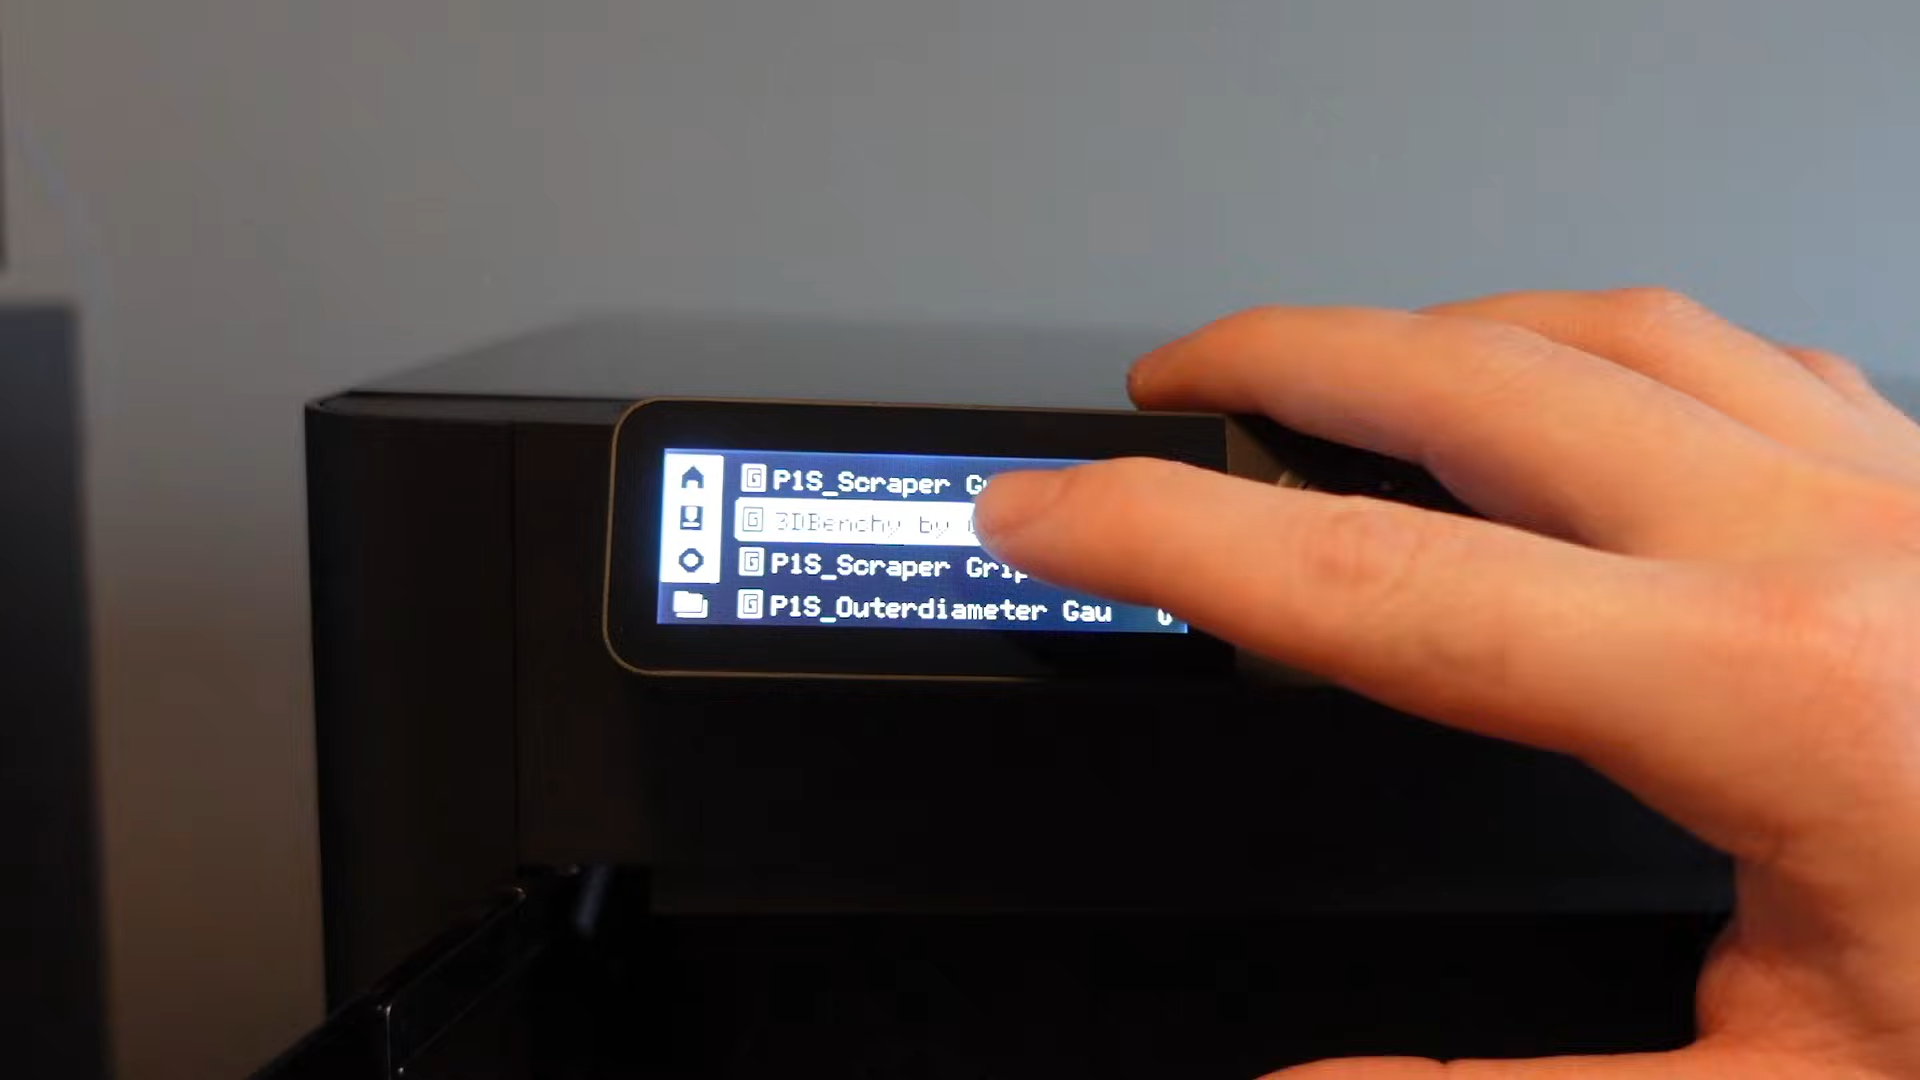 P1S_Scraper
3DBenchy by
P1S_Scraper Grip
P1S_Outerdiameter Gau